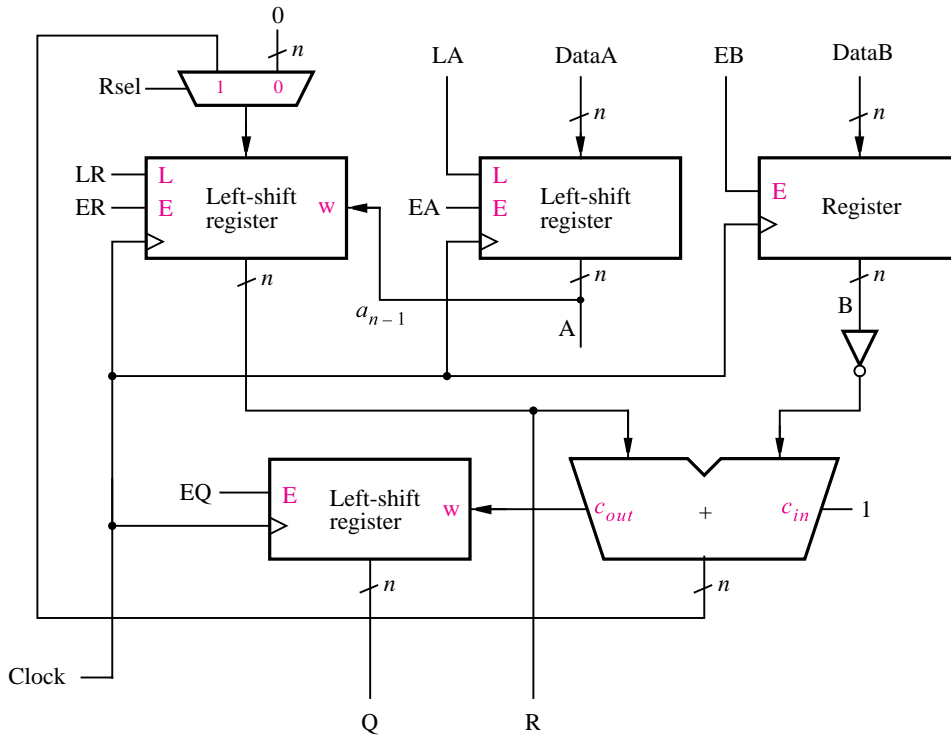 0
n
LA
DataA
EB
DataB
Rsel
1
0
n
n
LR
L
ER
E
Left-shift
register
w
L
EA
E
Left-shift
register
E
Register
n
n
n
a n – 1
A
B
EQ
E
Left-shift
register
w
c out
+
c in
1
n
n
Clock
Q
R